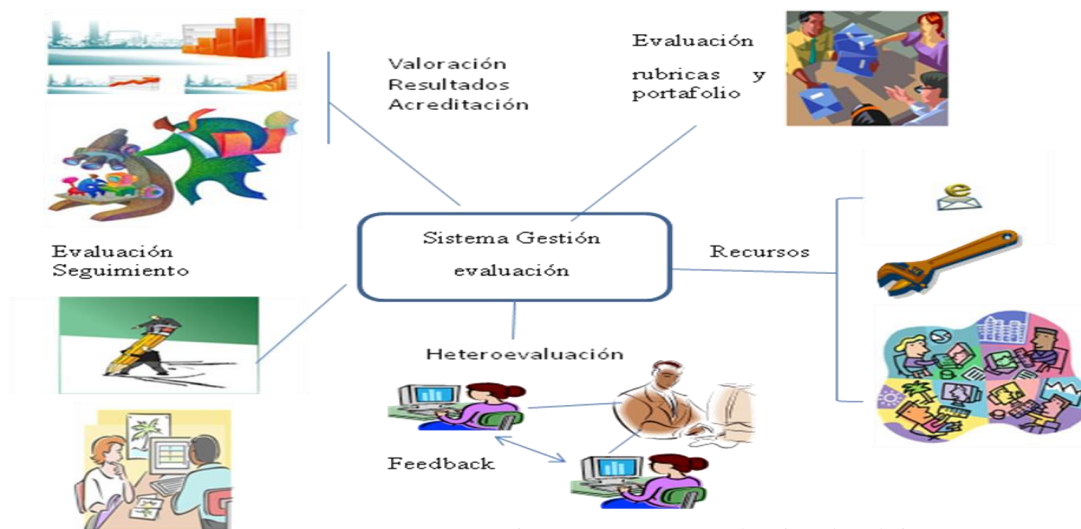 Valoración
Resultados
Acreditación
Evaluación
rubricas y
portafolio
Sistema Gestión
evaluación
Recursos
e
Evaluación
Seguimiento
Heteroevaluación
Feedback